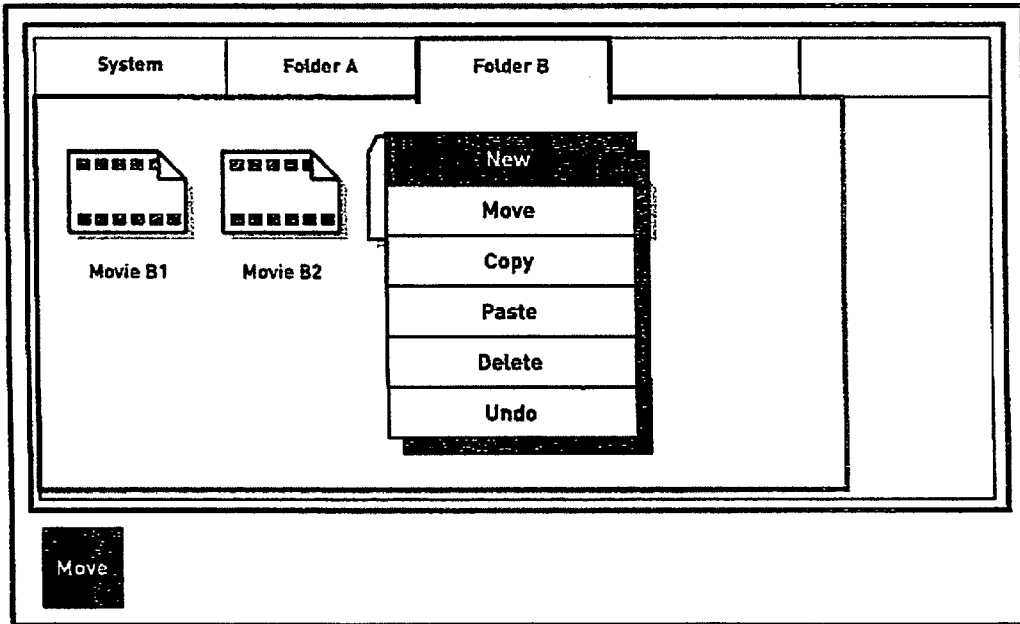 System Folder A Folder B
New
Move
Copy
Paste
Delete
Undo
Movie B1 Movie B2
Move